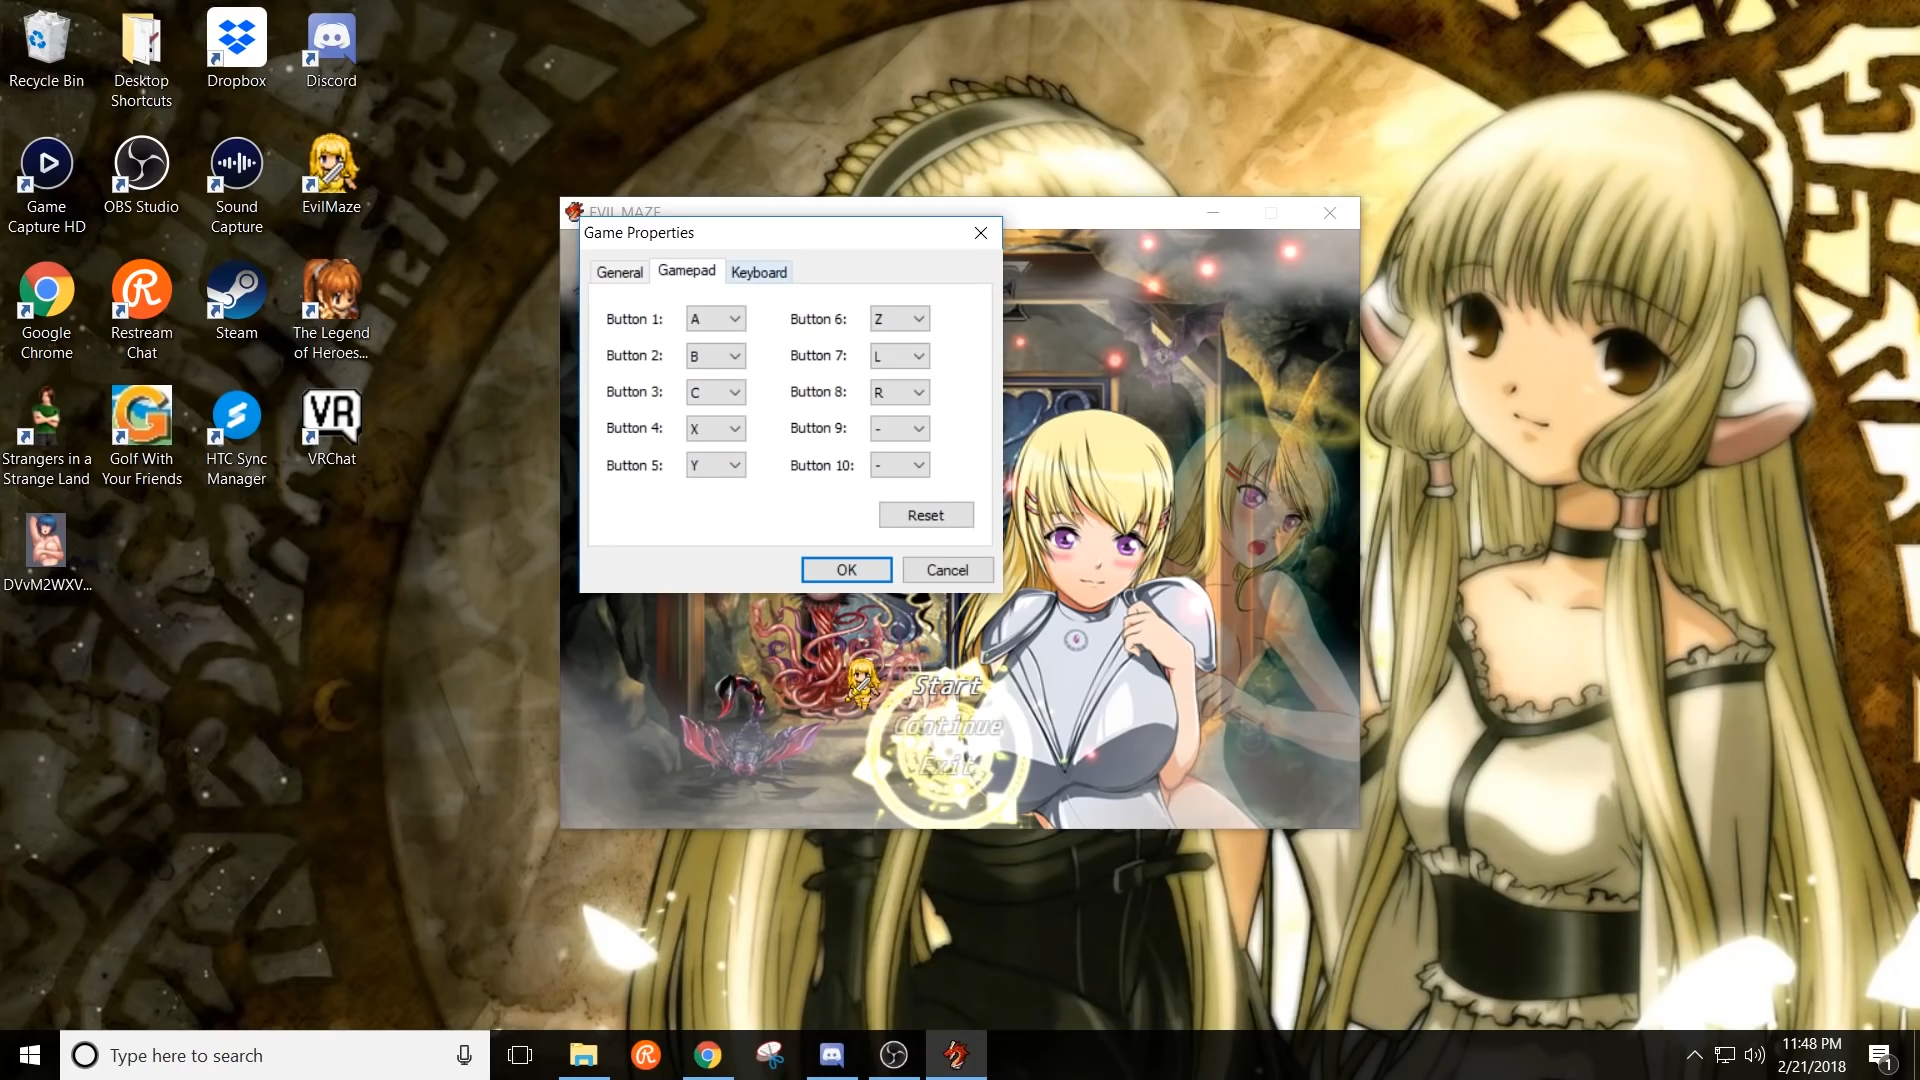 Recycle Bin
Desktop
Shortcuts
Dropbox
Discord
Game
Capture HD
OBS Studio
Sound
Capture
EvilMaze
Google
Chrome
Restream
Chat
Steam
The Legend
of Heroes...
Strangers in a
Strange Land
Golf With
Your Friends
HTC Sync
Manager
VR
VRChat
DVvM2WXV...
EVIL MAZE
Game Properties
General
Gamepad
Keyboard
Button 1: A
Button 6: Z
Button 2: B
Button 7: L
Button 3: C
Button 8: R
Button 4: X
Button 9: -
Button 5: Y
Button 10: -
Reset
OK
Cancel
Start
Continue
Exit
Type here to search
11:48 PM
2/21/2018
1